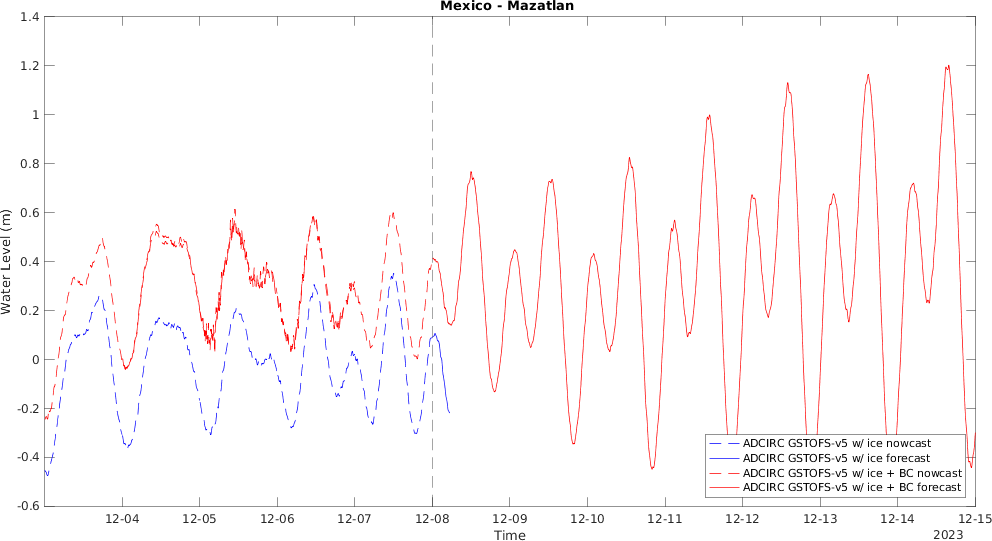 Mexico - Mazatlan
1.4
1.2
1
0.8
0.6
0.4
0.2
0
-0.2
-0.4
-0.6
Water Level (m)
ADCIRC GSTOFS-v5 w/ ice nowcast
ADCIRC GSTOFS-v5 w/ ice forecast
ADCIRC GSTOFS-v5 w/ ice + BC nowcast
ADCIRC GSTOFS-v5 w/ ice + BC forecast
12-04 12-05 12-06 12-07 12-08 12-09 12-10 12-11 12-12 12-13 12-14 12-15
Time
2023